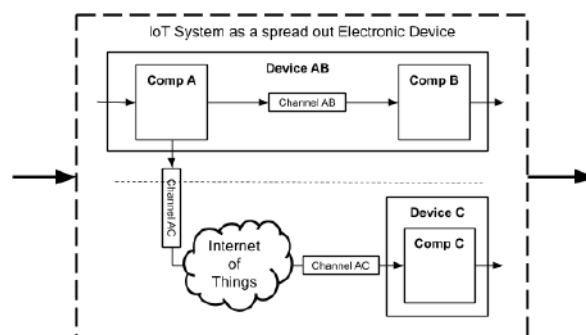 IoT System as a spread out Electronic Device
Device AB
Comp A
Comp B
Channel AB
Channel AC
Internet
of
Things
Channel AC
Device C
Comp C